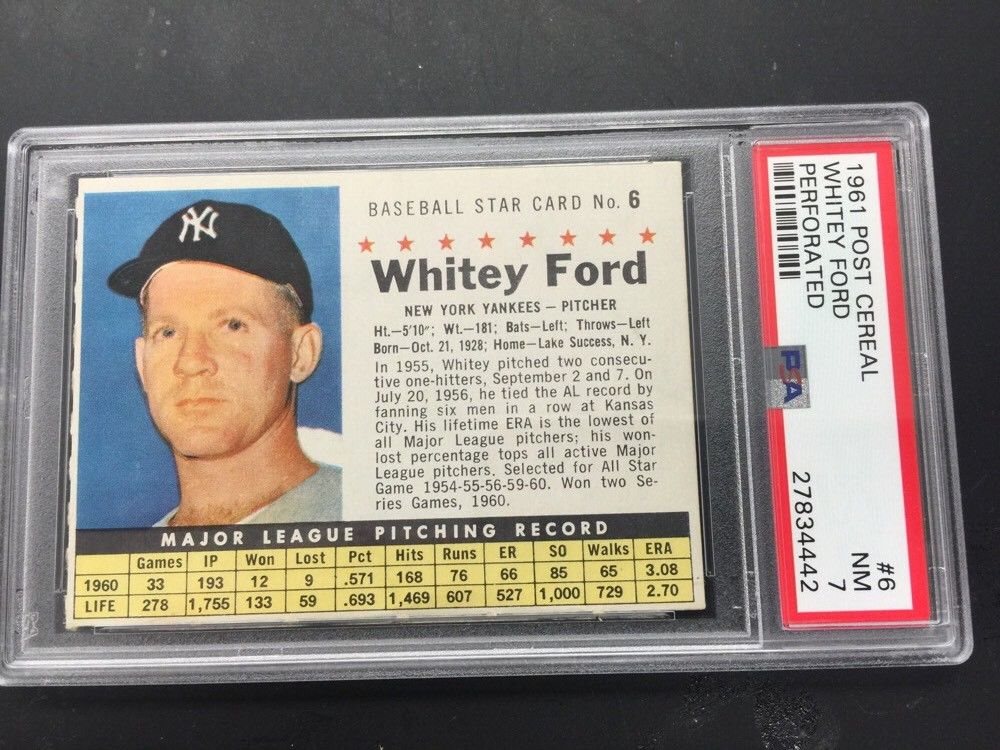 NY
BASEBALL STAR CARD No. 6
Whitey Ford
NEW YORK YANKEES – PITCHER
Ht.–5'10"; Wt.–181; Bats–Left; Throws–Left
Born–Oct. 21, 1928; Home–Lake Success, N. Y.
In 1955, Whitey pitched two consecu-
tive one-hitters, September 2 and 7. On
July 20, 1956, he tied the AL record by
fanning six men in a row at Kansas
City. His lifetime ERA is the lowest of
all Major League pitchers; his won-
lost percentage tops all active Major
League pitchers. Selected for All Star
Game 1954-55-56-59-60. Won two Se-
ries Games, 1960.
MAJOR LEAGUE PITCHING RECORD
Games IP Won Lost Pct Hits Runs ER SO Walks ERA
1960 33 193 12 9 .571 168 76 66 85 65 3.08
LIFE 278 1,755 133 59 .693 1,469 607 527 1,000 729 2.70
1961 POST CEREAL #6
WHITEY FORD NM 7
PERFORATED
PSA
27834442